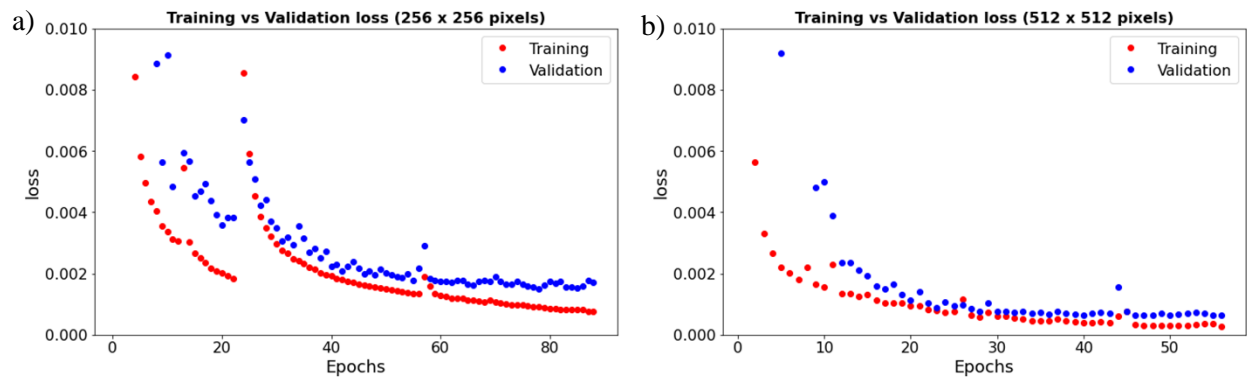 a)
Training vs Validation loss (256 x 256 pixels)
0.010
0.008
0.006
0.004
0.002
0.000
loss
0 20 40 60 80
Epochs
Training
Validation
b)
Training vs Validation loss (512 x 512 pixels)
0.010
0.008
0.006
0.004
0.002
0.000
loss
0 10 20 30 40 50
Epochs
Training
Validation